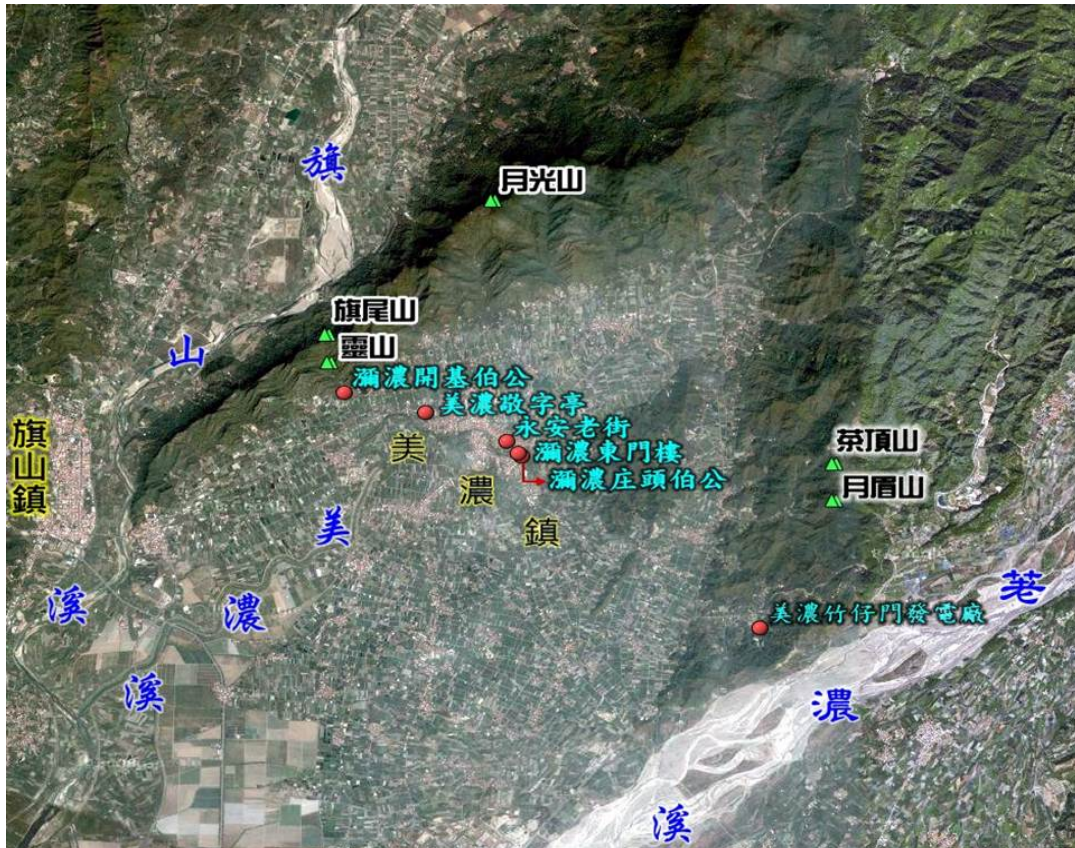 月光山
旗尾山
靈山
瀰濃開基伯公
美濃敬字亭
永安老街
瀰濃東門樓
瀰濃庄頭伯公
茶頂山
月眉山
美濃竹仔門發電廠
旗山鎮
美濃鎮
旗山溪
美濃溪
荖濃溪